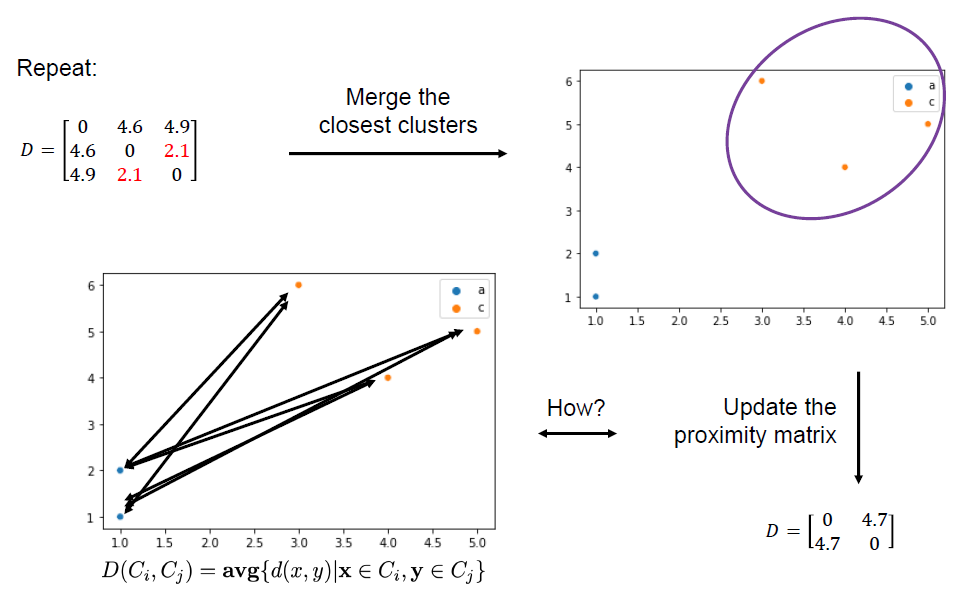 Repeat:
D = [0 4.6 4.9
4.6 0 2.1
4.9 2.1 0]
Merge the
closest clusters
a
c
6
5
4
3
2
1
1.0 1.5 2.0 2.5 3.0 3.5 4.0 4.5 5.0
a
c
6
5
4
3
2
1
1.0 1.5 2.0 2.5 3.0 3.5 4.0 4.5 5.0
D(C_i, C_j) = avg{d(x, y)|x ∈ C_i, y ∈ C_j}
How?
Update the
proximity matrix
D = [0 4.7
4.7 0]